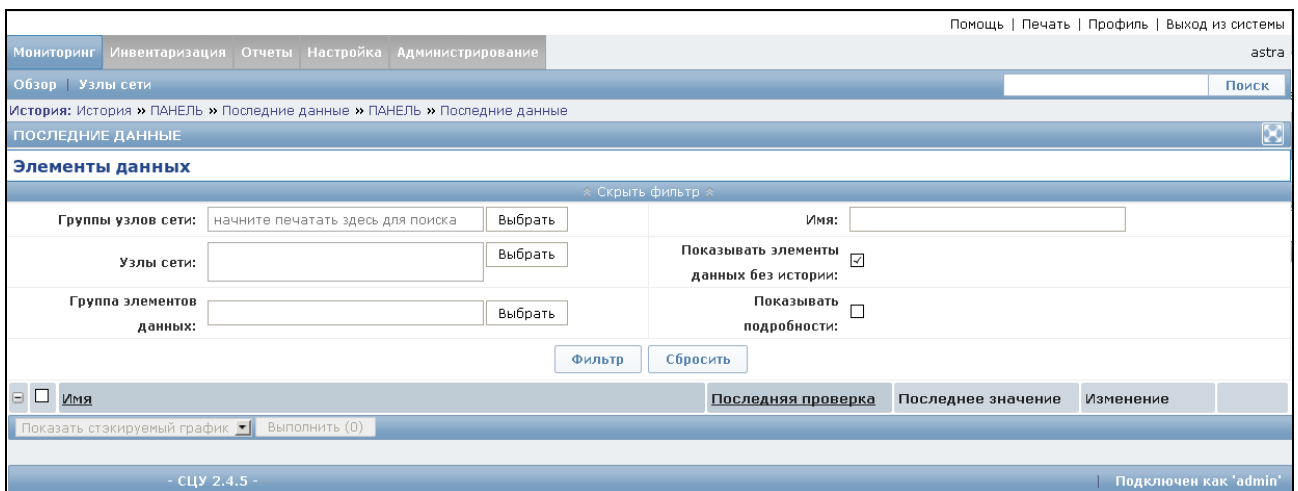 Помощь | Печать | Профиль | Выход из системы
Мониторинг Инвентаризация Отчеты Настройка Администрирование astra
Обзор | Узлы сети Поиск
История: История » ПАНЕЛЬ » Последние данные » ПАНЕЛЬ » Последние данные
ПОСЛЕДНИЕ ДАННЫЕ
Элементы данных
Скрыть фильтр
Группы узлов сети: начните печатать здесь для поиска Выбрать Имя:
Узлы сети: Выбрать Показывать элементы
данных без истории:
Группа элементов Выбрать Показывать
данных: подробности:
Фильтр Сбросить
Имя Последняя проверка Последнее значение Изменение
Показать стэкируемый график Выполнить (0)
- СЦУ 2.4.5 - | Подключен как 'admin'